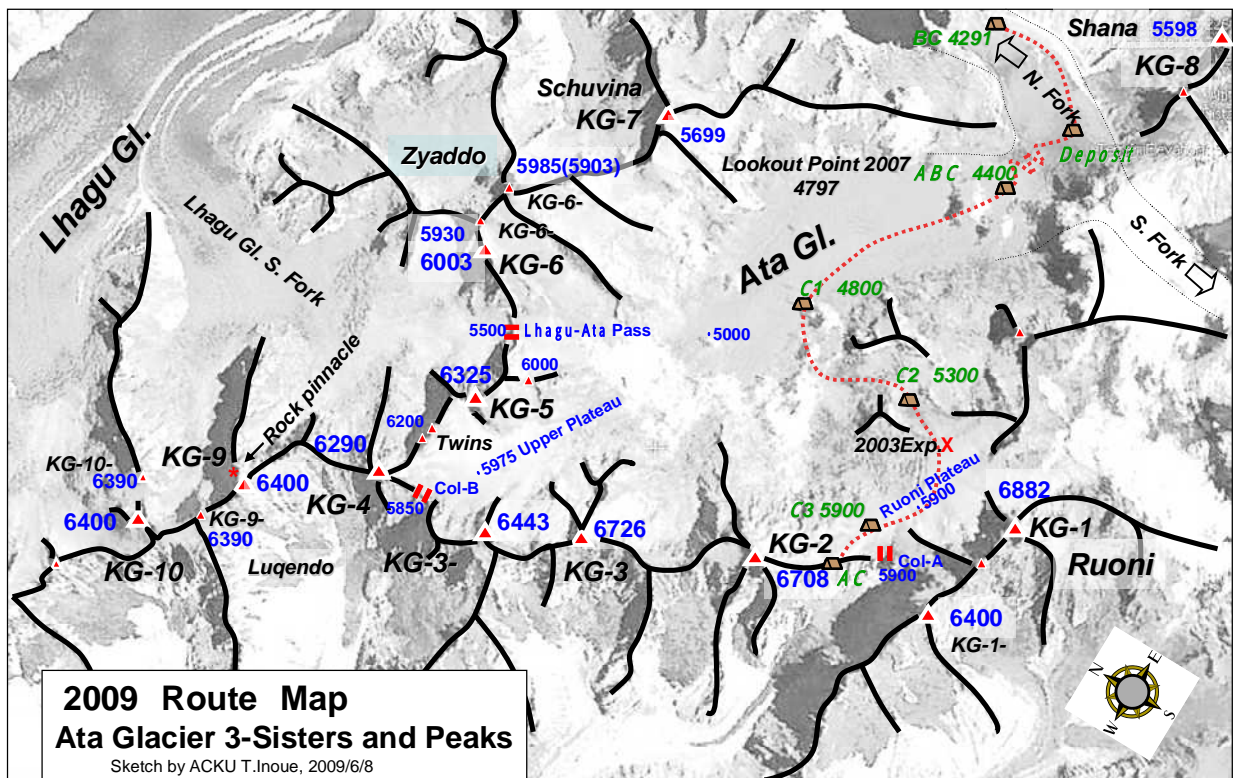 BC 4291
Shana 5598
KG-8
N. Fork
Schuvina
KG-7
5699
Deposit
Zyaddo
5985(5903)
Lookout Point 2007
4797
ABC 4400
KG-6-
Lhagu Gl.
Lhagu Gl. S. Fork
5930
KG-6-
6003
KG-6
Ata Gl.
S. Fork
C1 4800
5500
Lhagu-Ata Pass
5000
6000
6325
KG-5
C2 5300
Rock pinnacle
6200
Twins
5975 Upper Plateau
2003Exp.X
6290
KG-9
KG-10-
6390
6400
KG-4
Col-B
5850
Ruoni Plateau
5900
6882
KG-1
6400
KG-9-
6390
C3 5900
6443
6726
KG-10
Luqendo
KG-3-
KG-3
KG-2
6708
AC
Col-A
5900
Ruoni
6400
KG-1-
N
E
W
S
2009 Route Map
Ata Glacier 3-Sisters and Peaks
Sketch by ACKU T.Inoue, 2009/6/8